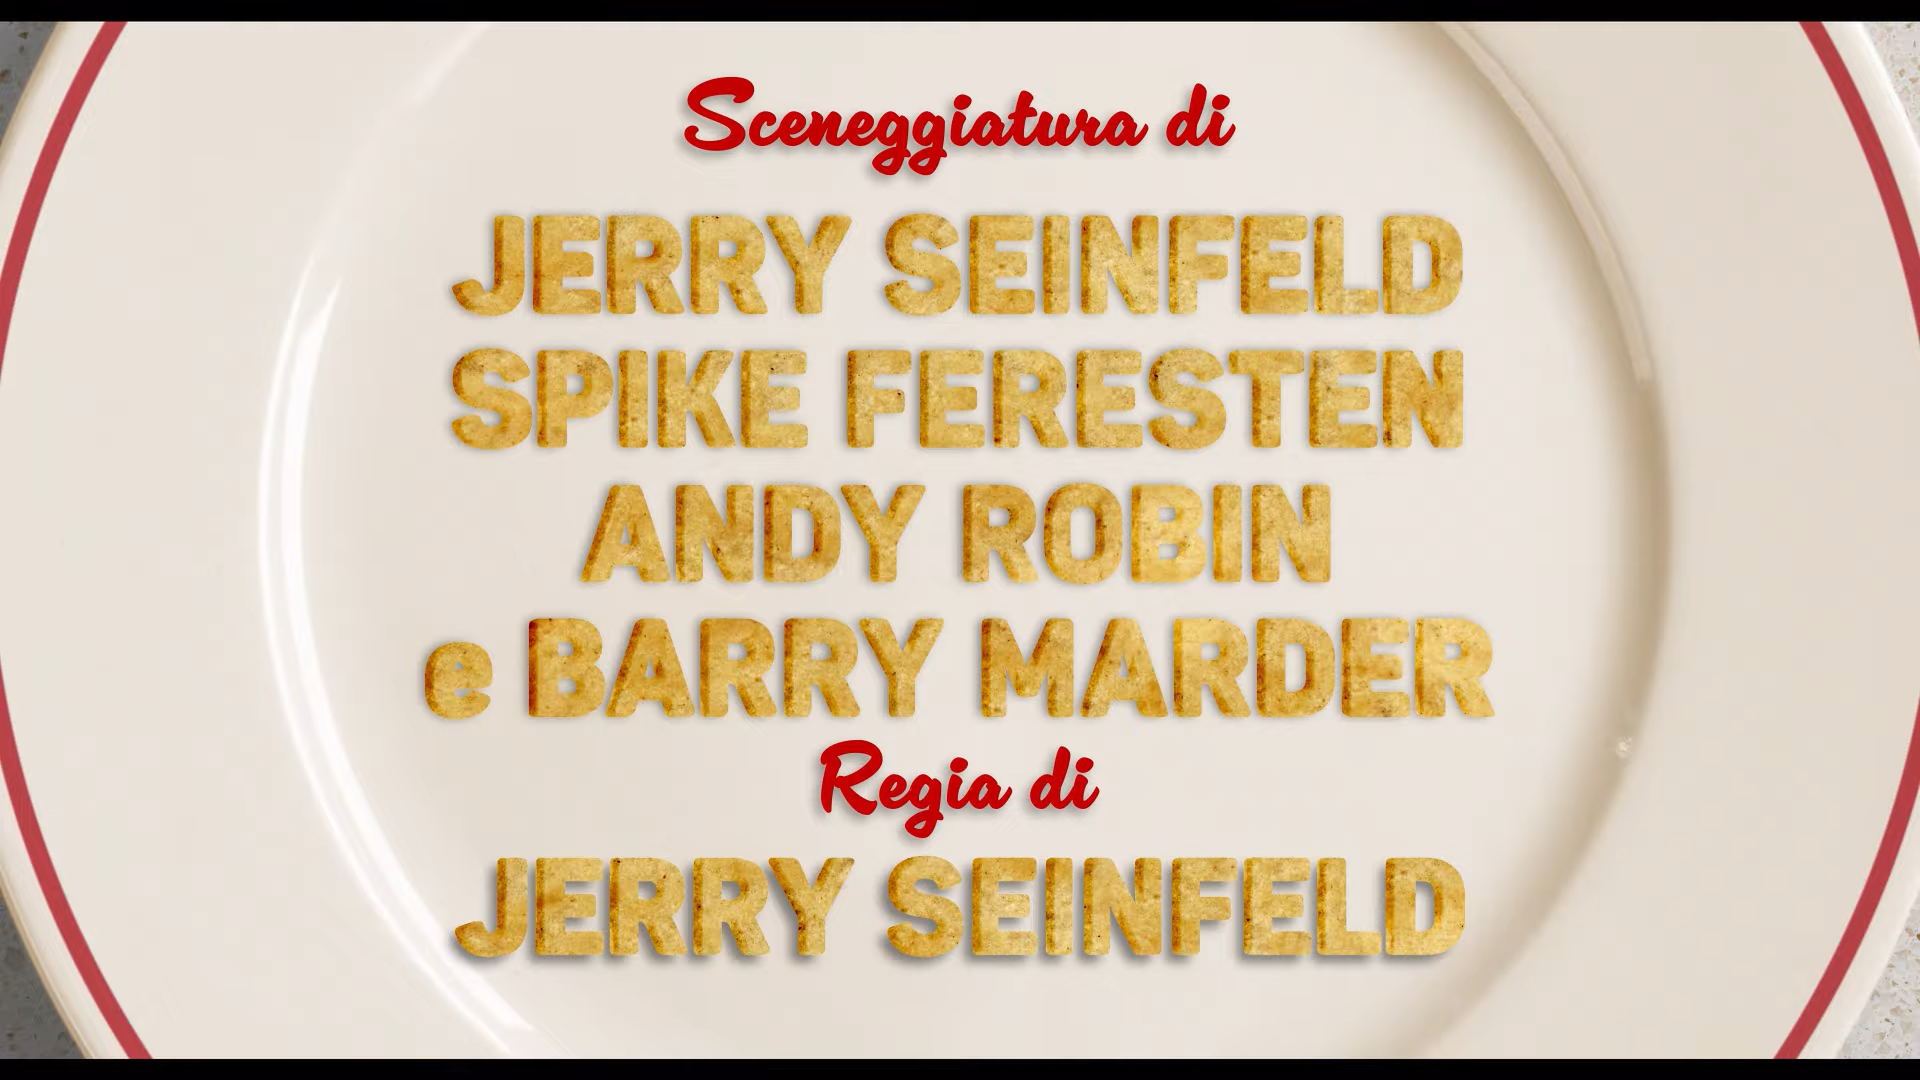 Sceneggiatura di
JERRY SEINFELD
SPIKE FERESTEN
ANDY ROBIN
e BARRY MARDER
Regia di
JERRY SEINFELD